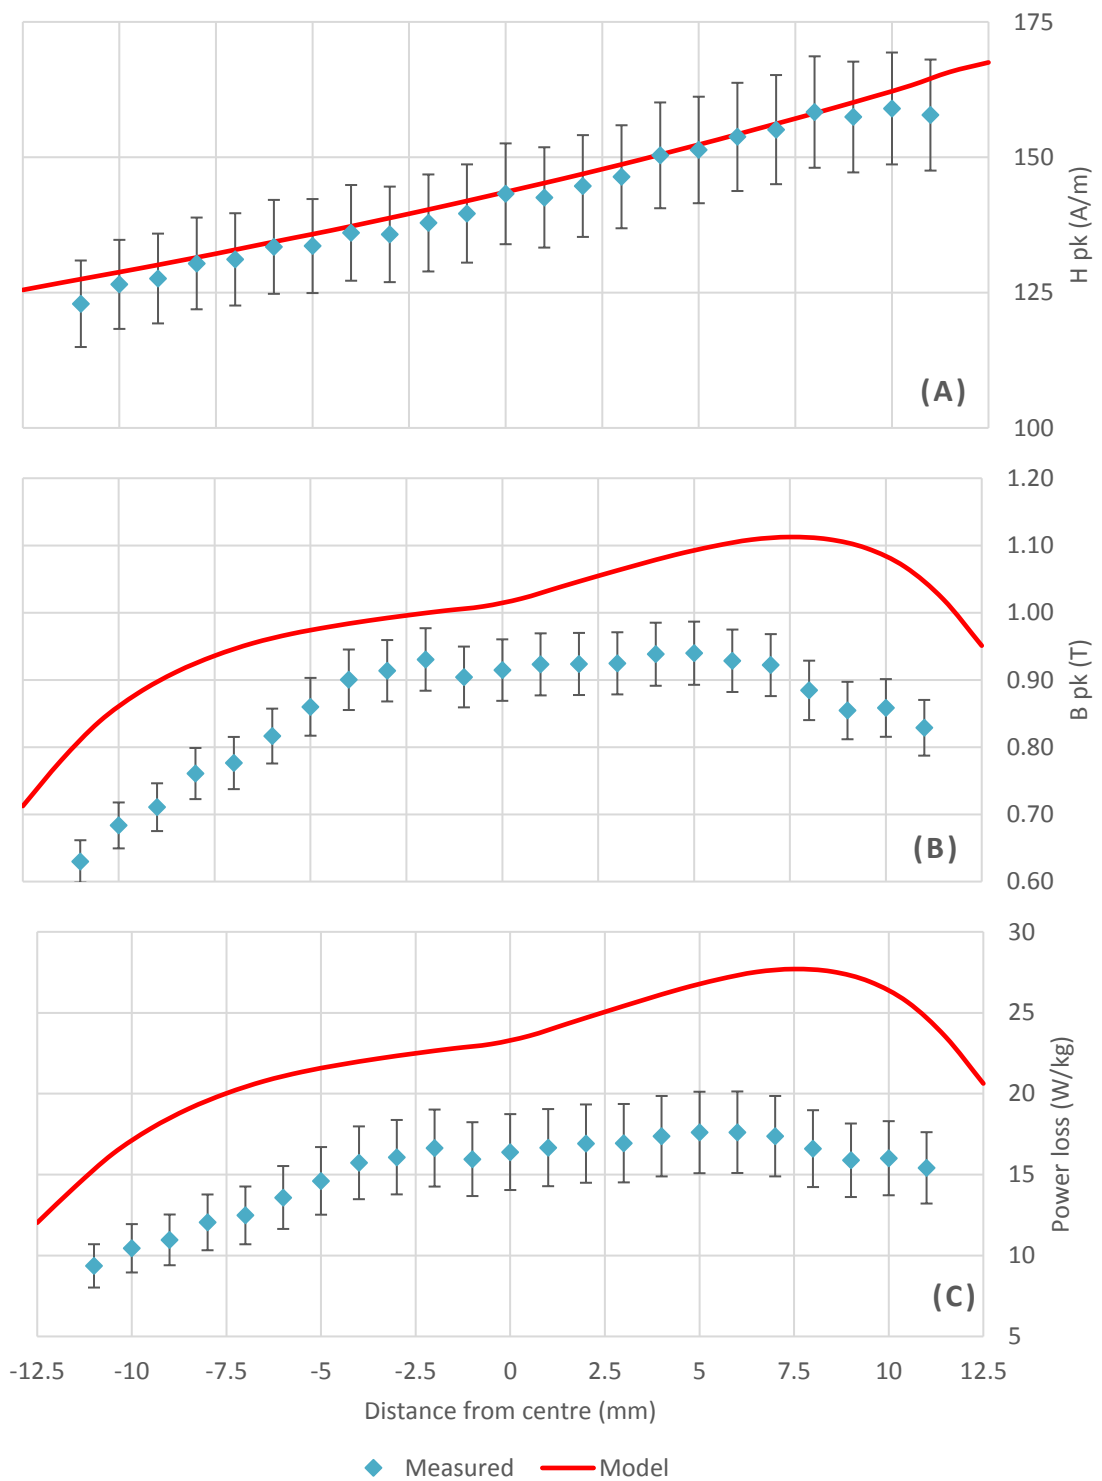 175
150
125
100
H pk (A/m)
(A)
1.20
1.10
1.00
0.90
0.80
0.70
0.60
B pk (T)
(B)
30
25
20
15
10
5
Power loss (W/kg)
(C)
-12.5 -10 -7.5 -5 -2.5 0 2.5 5 7.5 10 12.5
Distance from centre (mm)
Measured Model